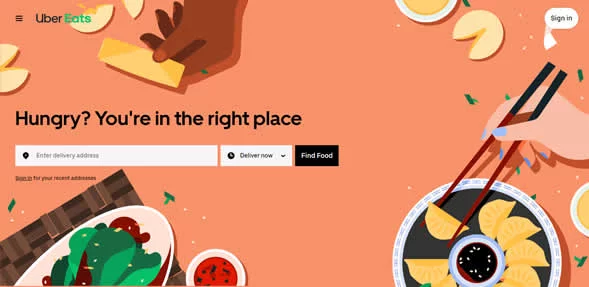 Uber Eats
Sign in
Hungry? You're in the right place
Enter delivery address
Deliver now
Find Food
Sign In for your recent addresses